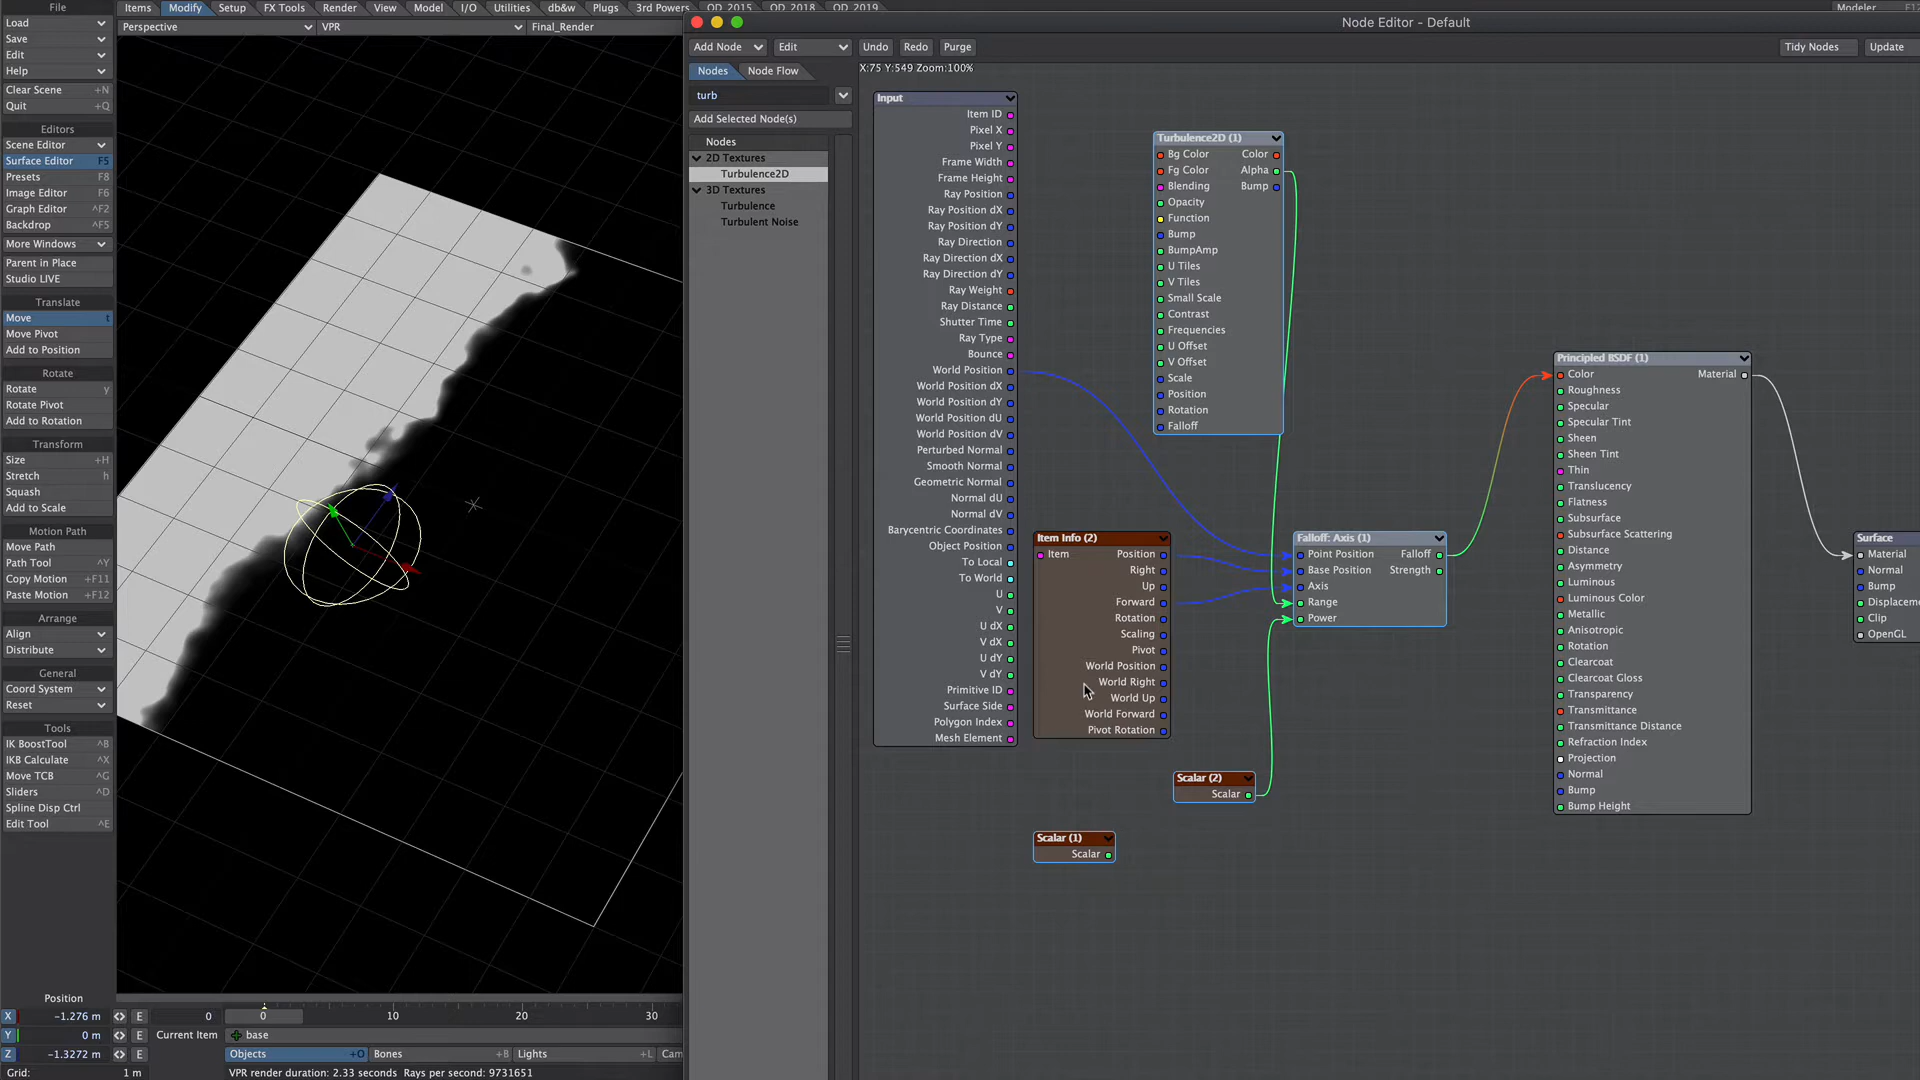 Items Modify Setup FX Tools Render View Model I/O Utilities db&w Plugs 3rd Powers OD_2015 OD_2018 OD_2019 Modeler
File
Load
Save
Edit
Help
Clear Scene +N
Quit +Q
Editors
Scene Editor
Surface Editor F5
Presets F8
Image Editor F6
Graph Editor ^F2
Backdrop ^F5
More Windows
Parent in Place
Studio LIVE
Translate
Move t
Move Pivot
Add to Position
Rotate
Rotate y
Rotate Pivot
Add to Rotation
Transform
Size +H
Stretch h
Squash
Add to Scale
Motion Path
Move Path
Path Tool ^Y
Copy Motion +F11
Paste Motion +F12
Arrange
Align
Distribute
General
Coord System
Reset
Tools
IK BoostTool ^B
IKB Calculate ^X
Move TCB ^G
Sliders ^D
Spline Disp Ctrl
Edit Tool ^E
Perspective VPR Final_Render
Position
X -1.276 m E
Y 0 m E
Z -1.3272 m E
Grid: 1 m
0 0 10 20 30
Current Item base
Objects +O Bones +B Lights +L Cam
VPR render duration: 2.33 seconds Rays per second: 9731651
Node Editor - Default
Add Node Edit Undo Redo Purge Tidy Nodes Update
Nodes Node Flow
X:75 Y:549 Zoom:100%
turb
Add Selected Node(s)
Nodes
2D Textures
Turbulence2D
3D Textures
Turbulence
Turbulent Noise
Input
Item ID
Pixel X
Pixel Y
Frame Width
Frame Height
Ray Position
Ray Position dX
Ray Position dY
Ray Direction
Ray Direction dX
Ray Direction dY
Ray Weight
Ray Distance
Shutter Time
Ray Type
Bounce
World Position
World Position dX
World Position dY
World Position dU
World Position dV
Perturbed Normal
Smooth Normal
Geometric Normal
Normal dU
Normal dV
Barycentric Coordinates
Object Position
To Local
To World
U
V
U dX
V dX
U dY
V dY
Primitive ID
Surface Side
Polygon Index
Mesh Element
Turbulence2D (1)
Bg Color Color
Fg Color Alpha
Blending Bump
Opacity
Function
Bump
BumpAmp
U Tiles
V Tiles
Small Scale
Contrast
Frequencies
U Offset
V Offset
Scale
Position
Rotation
Falloff
Item Info (2)
Item Position
Right
Up
Forward
Rotation
Scaling
Pivot
World Position
World Right
World Up
World Forward
Pivot Rotation
Scalar (2)
Scalar
Scalar (1)
Scalar
Falloff: Axis (1)
Point Position Falloff
Base Position Strength
Axis
Range
Power
Principled BSDF (1)
Color Material
Roughness
Specular
Specular Tint
Sheen
Sheen Tint
Thin
Translucency
Flatness
Subsurface
Subsurface Scattering
Distance
Asymmetry
Luminous
Luminous Color
Metallic
Anisotropic
Rotation
Clearcoat
Clearcoat Gloss
Transparency
Transmittance
Transmittance Distance
Refraction Index
Projection
Normal
Bump
Bump Height
Surface
Material
Normal
Bump
Displaceme
Clip
OpenGL